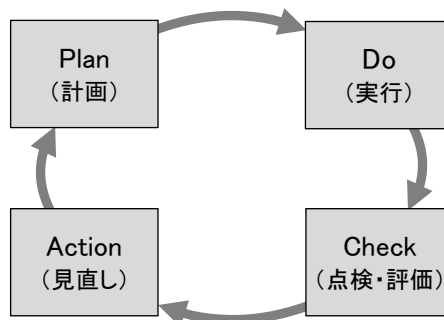 Plan
(計画)
Do
(実行)
Action
(見直し)
Check
(点検・評価)